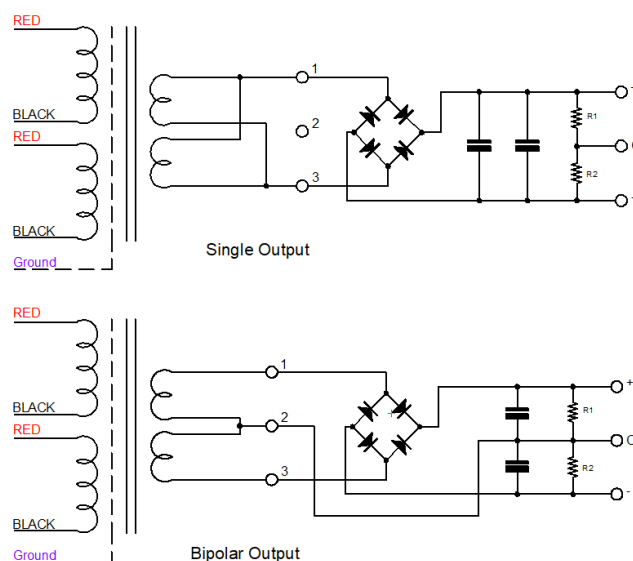 RED
1
BLACK
RED
2
R1
R2
3
BLACK
Single Output
Ground
RED
1
+
R1
BLACK
2
RED
R2
3
-
BLACK
Ground
Bipolar Output